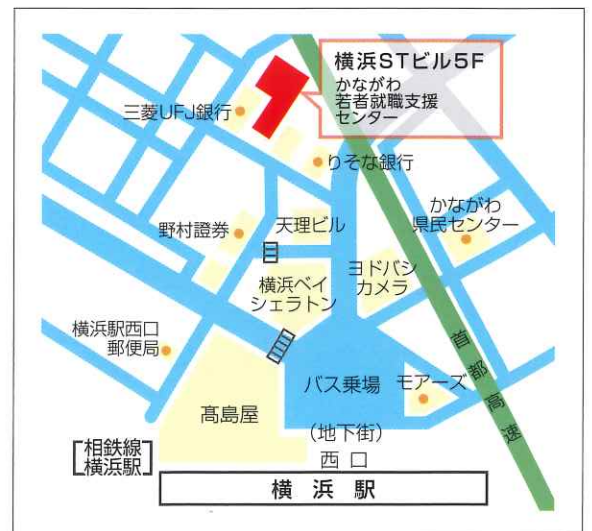 横浜STビル5F
かながわ
若者就職支援
センター
三菱UFJ銀行
りそな銀行
かながわ
県民センター
野村證券
天理ビル
横浜ベイ
シェラトン
ヨドバシ
カメラ
横浜駅西口
郵便局
首都高速
バス乗場
モアーズ
髙島屋
(地下街)
西口
[相鉄線
横浜駅]
横浜駅